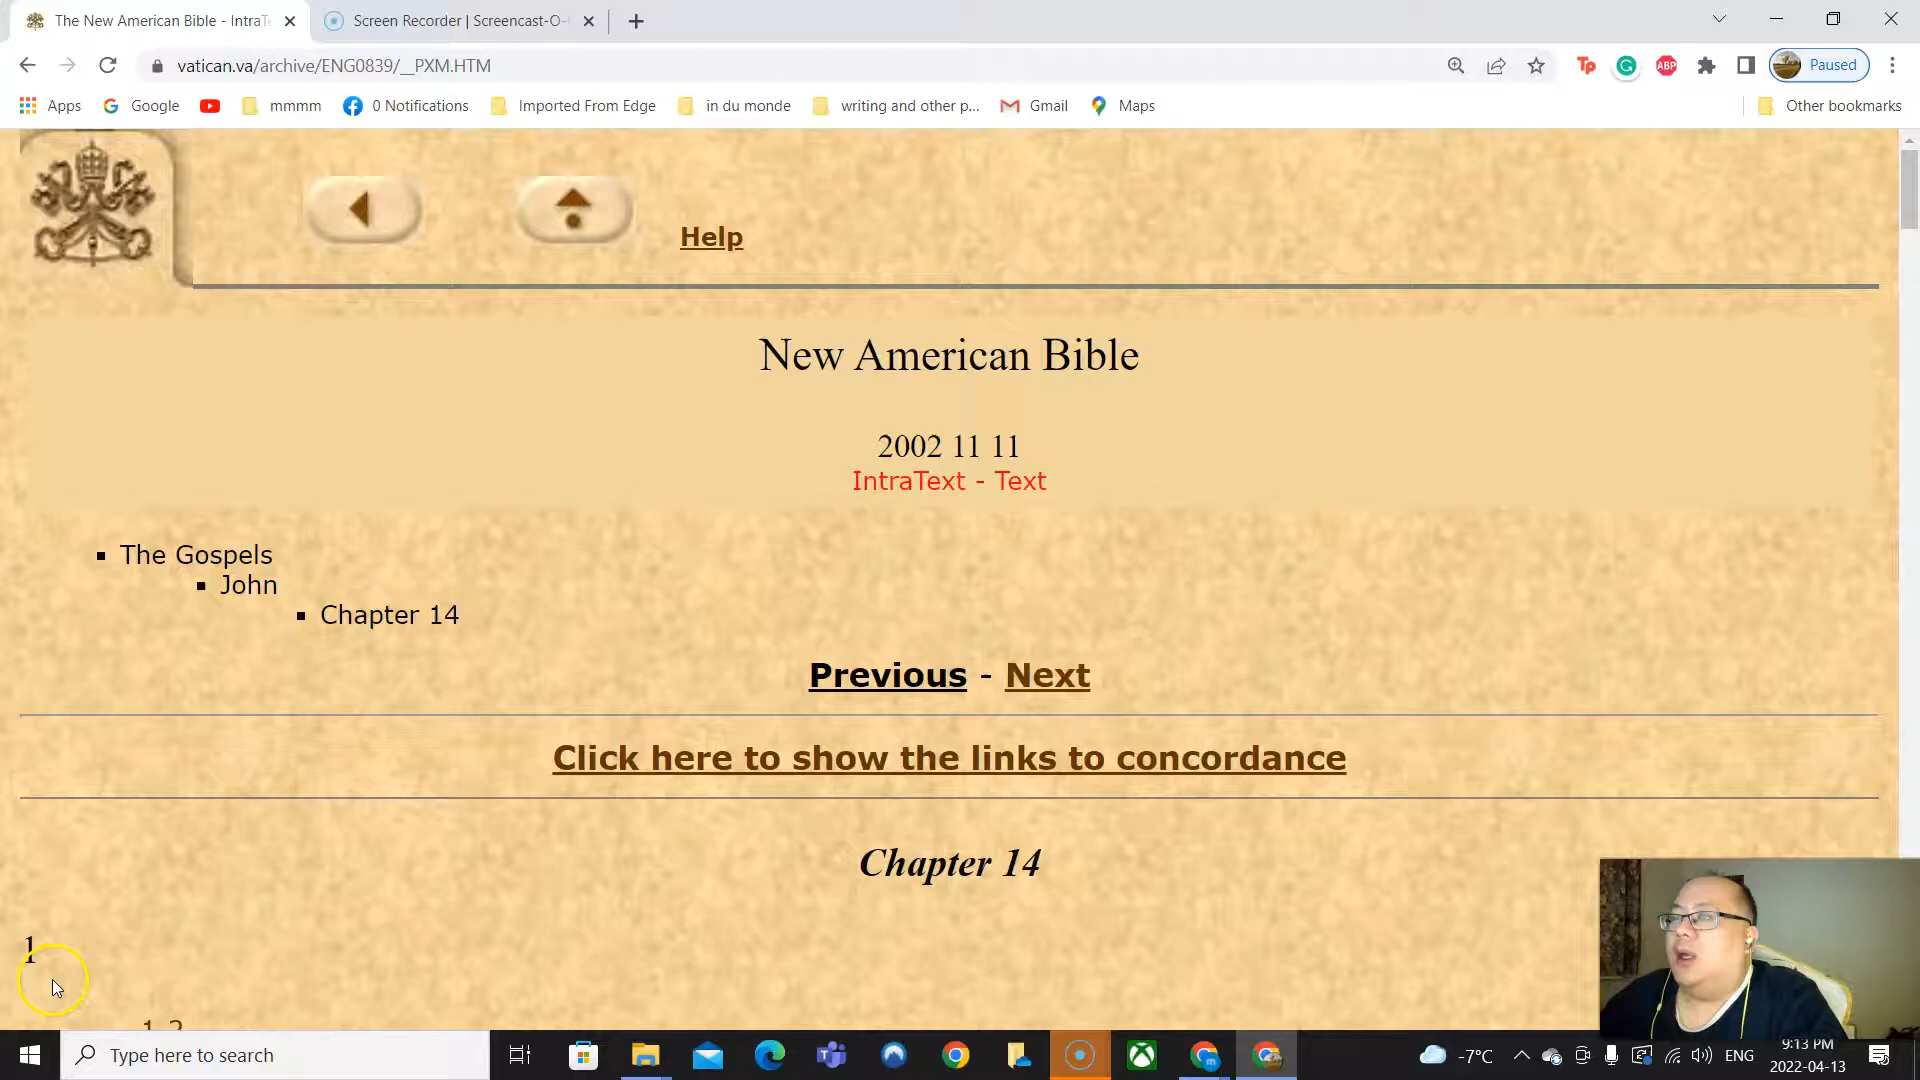 The New American Bible - IntraTe
Screen Recorder | Screencast-O-
vatican.va/archive/ENG0839/__PXM.HTM
Paused
Apps
Google
mmmm
0 Notifications
Imported From Edge
in du monde
writing and other p...
Gmail
Maps
Other bookmarks
Help
New American Bible
2002 11 11
IntraText - Text
The Gospels
John
Chapter 14
Previous - Next
Click here to show the links to concordance
Chapter 14
1
1 2
Type here to search
-7°C
ENG
9:13 PM
2022-04-13